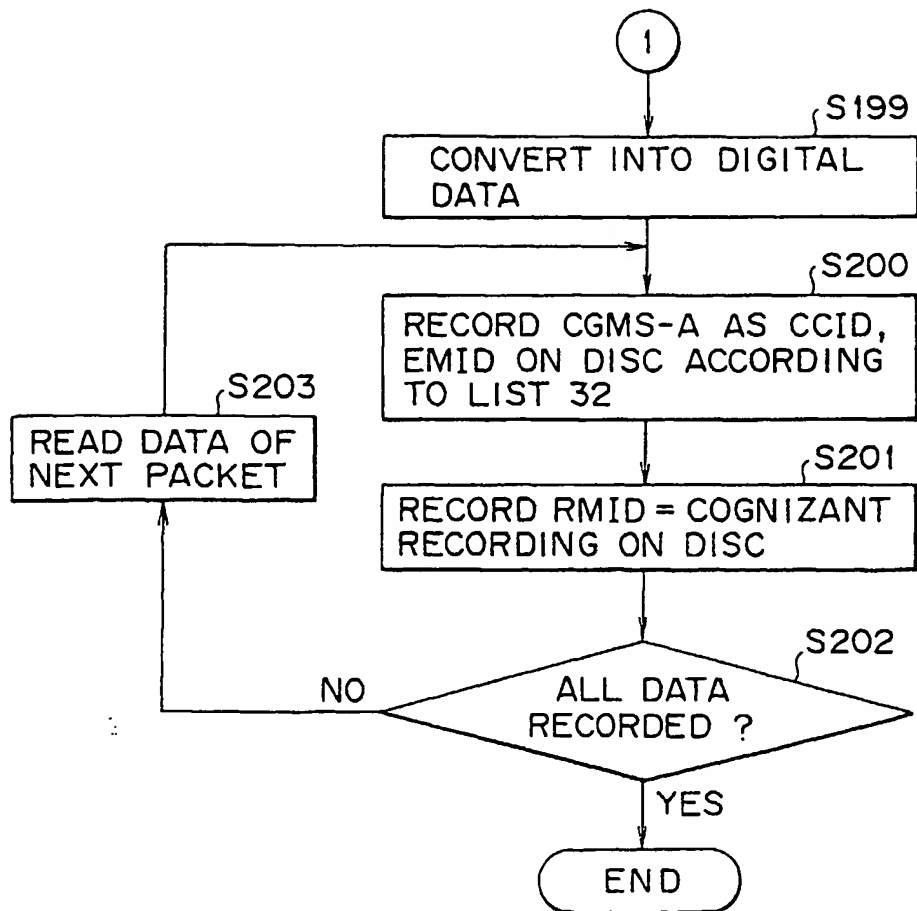 1
S199
CONVERT INTO DIGITAL
DATA
S200
RECORD CGMS-A AS CCID,
EMID ON DISC ACCORDING
TO LIST 32
S203
READ DATA OF
NEXT PACKET
S201
RECORD RMID = COGNIZANT
RECORDING ON DISC
S202
NO
ALL DATA
RECORDED ?
YES
END